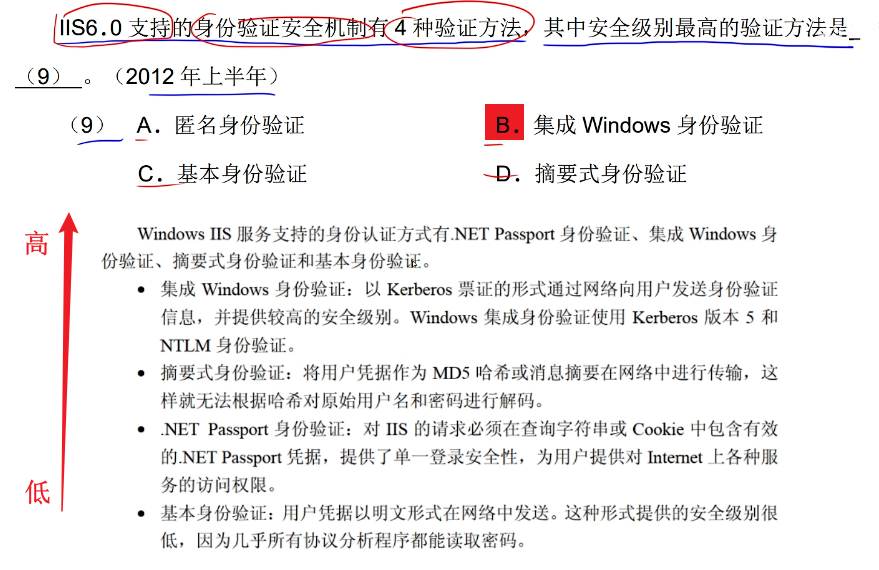 IIS6.0 支持的身份验证安全机制有 4 种验证方法，其中安全级别最高的验证方法是_
（9） 。（2012 年上半年）
（9） A．匿名身份验证 B．集成 Windows 身份验证
C．基本身份验证 D．摘要式身份验证
高
Windows IIS 服务支持的身份认证方式有.NET Passport 身份验证、集成 Windows 身
份验证、摘要式身份验证和基本身份验证。
• 集成 Windows 身份验证：以 Kerberos 票证的形式通过网络向用户发送身份验证
信息，并提供较高的安全级别。Windows 集成身份验证使用 Kerberos 版本 5 和
NTLM 身份验证。
• 摘要式身份验证：将用户凭据作为 MD5 哈希或消息摘要在网络中进行传输，这
样就无法根据哈希对原始用户名和密码进行解码。
• .NET Passport 身份验证：对 IIS 的请求必须在查询字符串或 Cookie 中包含有效
的.NET Passport 凭据，提供了单一登录安全性，为用户提供对 Internet 上各种服
务的访问权限。
低
• 基本身份验证：用户凭据以明文形式在网络中发送。这种形式提供的安全级别很
低，因为几乎所有协议分析程序都能读取密码。